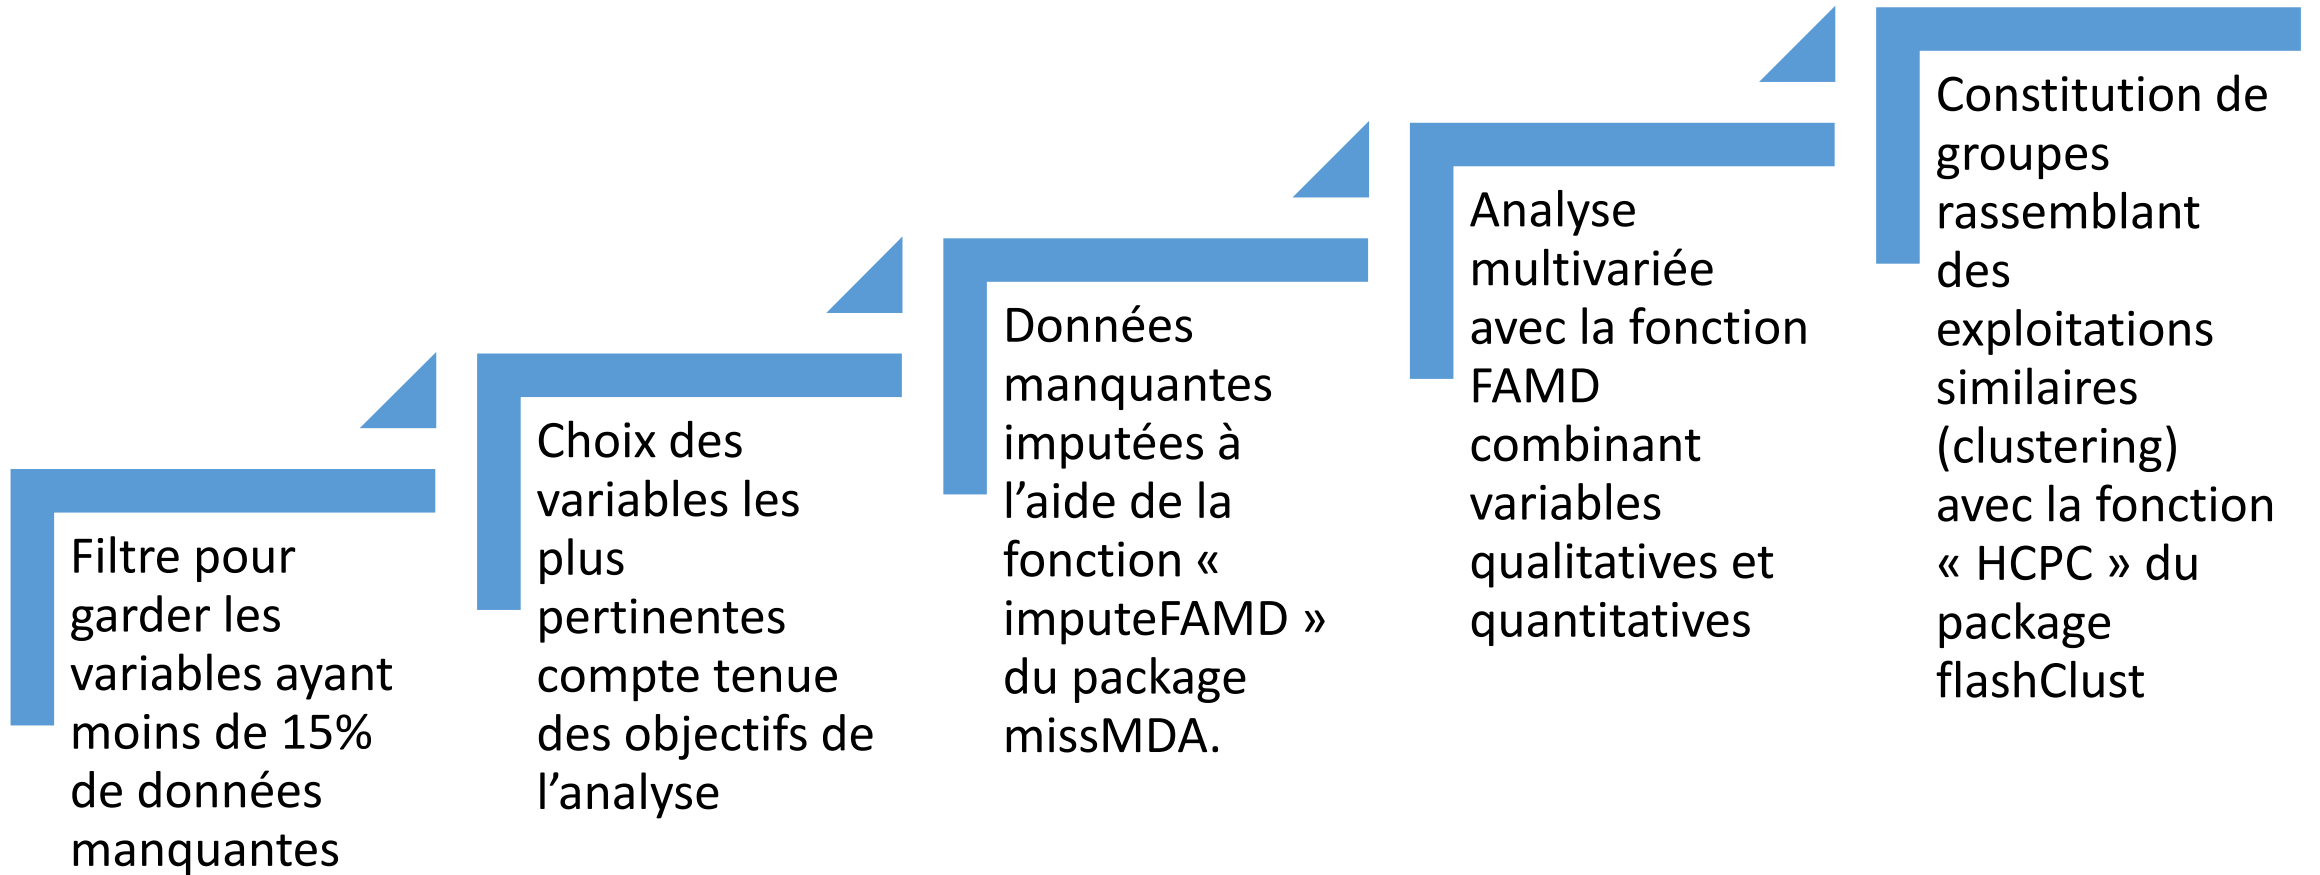 Filtre pour
garder les
variables ayant
moins de 15%
de données
manquantes
Choix des
variables les
plus
pertinentes
compte tenue
des objectifs de
l’analyse
Données
manquantes
imputées à
l’aide de la
fonction «
imputeFAMD »
du package
missMDA.
Analyse
multivariée
avec la fonction
FAMD
combinant
variables
qualitatives et
quantitatives
Constitution de
groupes
rassemblant
des
exploitations
similaires
(clustering)
avec la fonction
« HCPC » du
package
flashClust